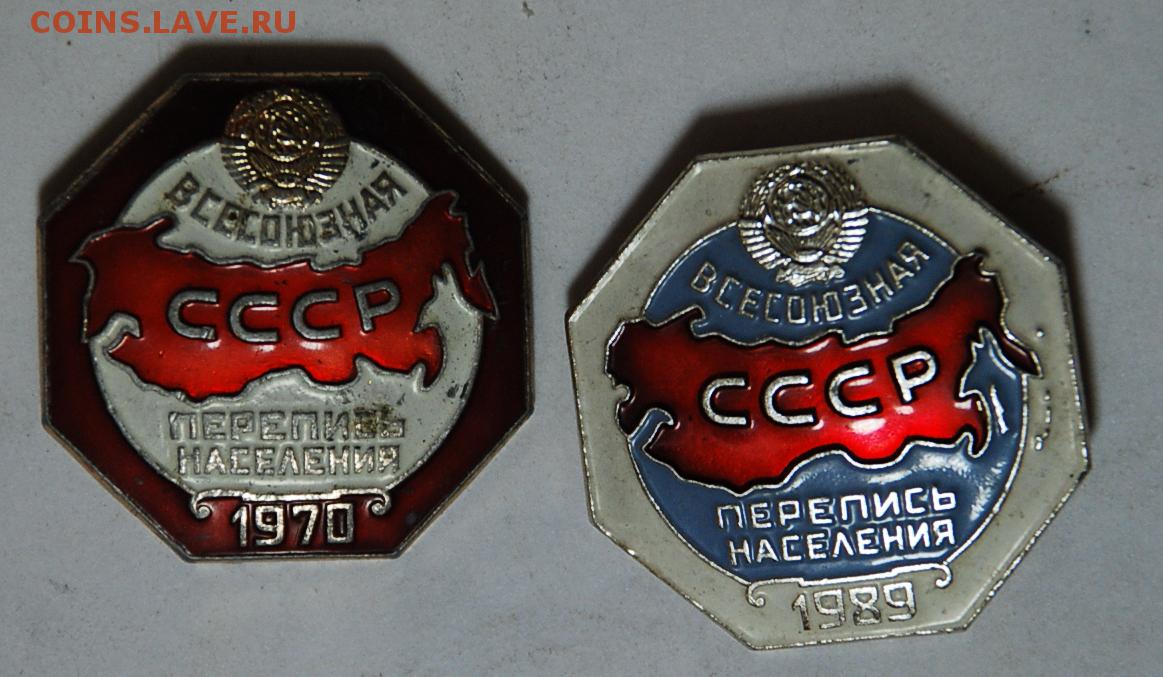 COINS.LAVE.RU
ВСЕСОЮЗНАЯ
СССР
ПЕРЕПИСЬ
НАСЕЛЕНИЯ
1970
ВСЕСОЮЗНАЯ
СССР
ПЕРЕПИСЬ
НАСЕЛЕНИЯ
1989